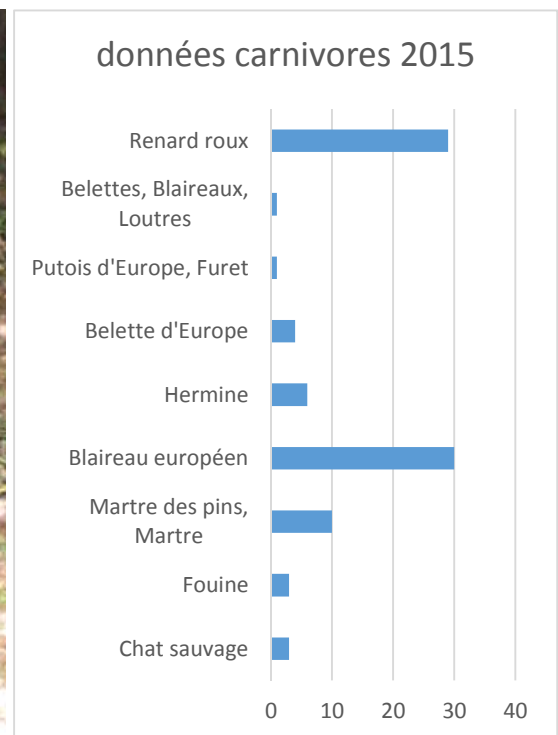 données carnivores 2015
Renard roux
Belettes, Blaireaux,
Loutres
Putois d'Europe, Furet
Belette d'Europe
Hermine
Blaireau européen
Martre des pins,
Martre
Fouine
Chat sauvage
0 10 20 30 40